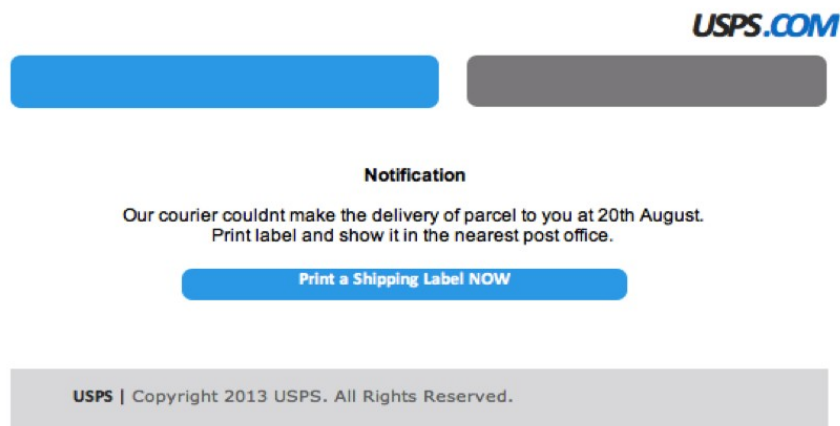 USPS.COM
Notification
Our courier couldnt make the delivery of parcel to you at 20th August.
Print label and show it in the nearest post office.
Print a Shipping Label NOW
USPS | Copyright 2013 USPS. All Rights Reserved.